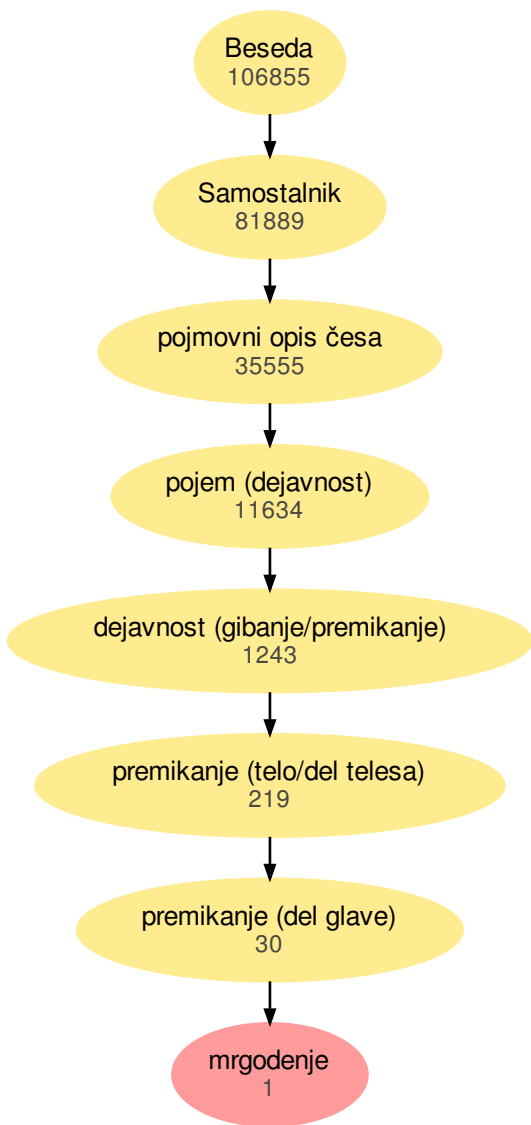 Beseda
106855
Samostalnik
81889
pojmovni opis česa
35555
pojem (dejavnost)
11634
dejavnost (gibanje/premikanje)
1243
premikanje (telo/del telesa)
219
premikanje (del glave)
30
mrgodenje
1